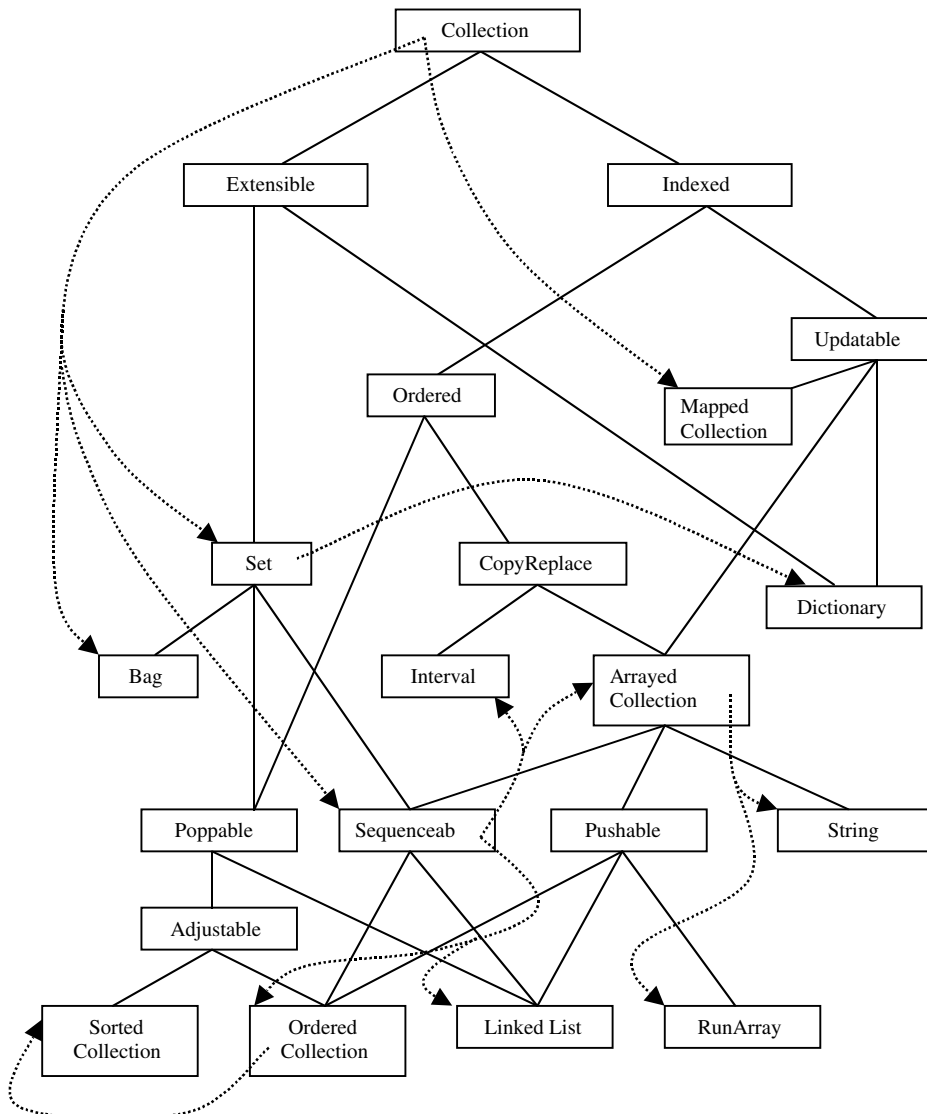 Collection
Extensible
Indexed
Updatable
Ordered
Mapped
Collection
Set
CopyReplace
Dictionary
Bag
Interval
Arrayed
Collection
Poppable
Sequenceab
Pushable
String
Adjustable
Sorted
Collection
Ordered
Collection
Linked List
RunArray